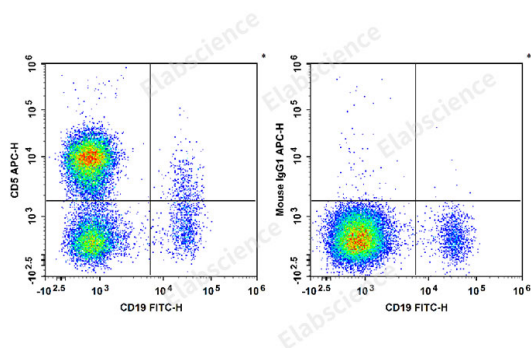 Elabscience
Elabscience
Elabscience
Elabscience
Elabscience
Elabscience
*
*
CD5 APC-H
10^6
10^5
10^4
10^3
-10^2.5
-10^2.5 10^3 10^4 10^5 10^6
CD19 FITC-H
Mouse IgG1 APC-H
10^6
10^5
10^4
10^3
-10^2.5
-10^2.5 10^3 10^4 10^5 10^6
CD19 FITC-H